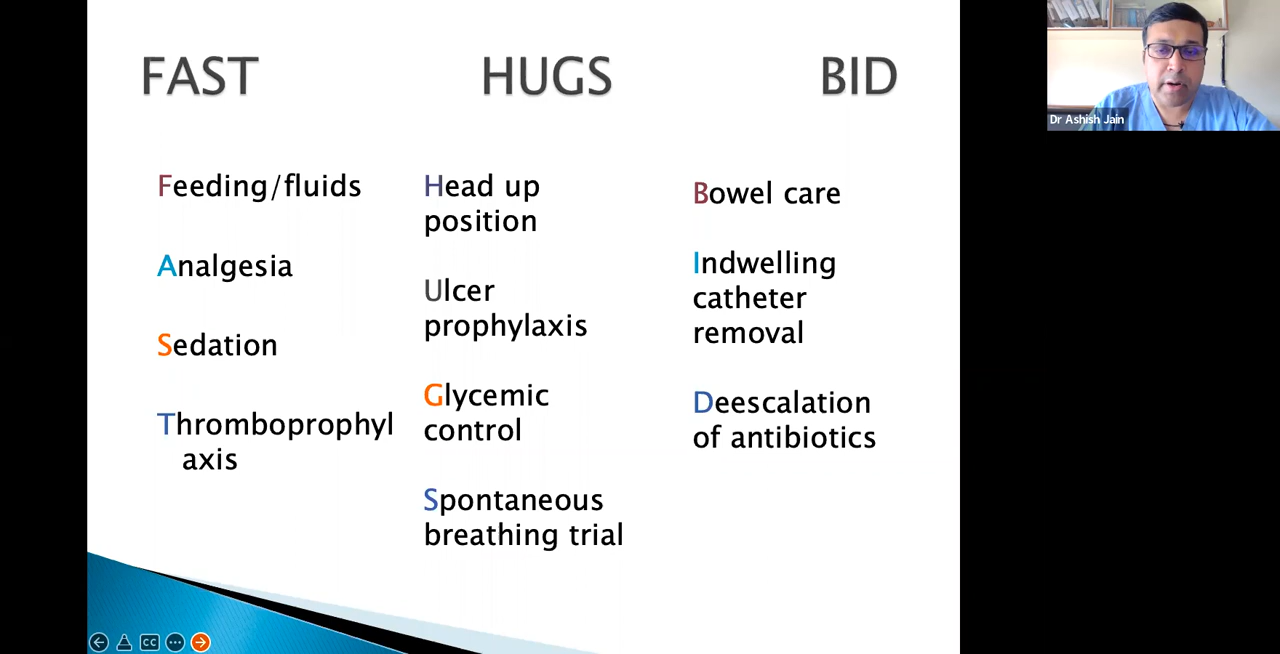 FAST HUGS BID
Feeding/fluids
Analgesia
Sedation
Thromboprophyl
axis
Head up
position
Ulcer
prophylaxis
Glycemic
control
Spontaneous
breathing trial
Bowel care
Indwelling
catheter
removal
Deescalation
of antibiotics
Dr Ashish Jain
CC